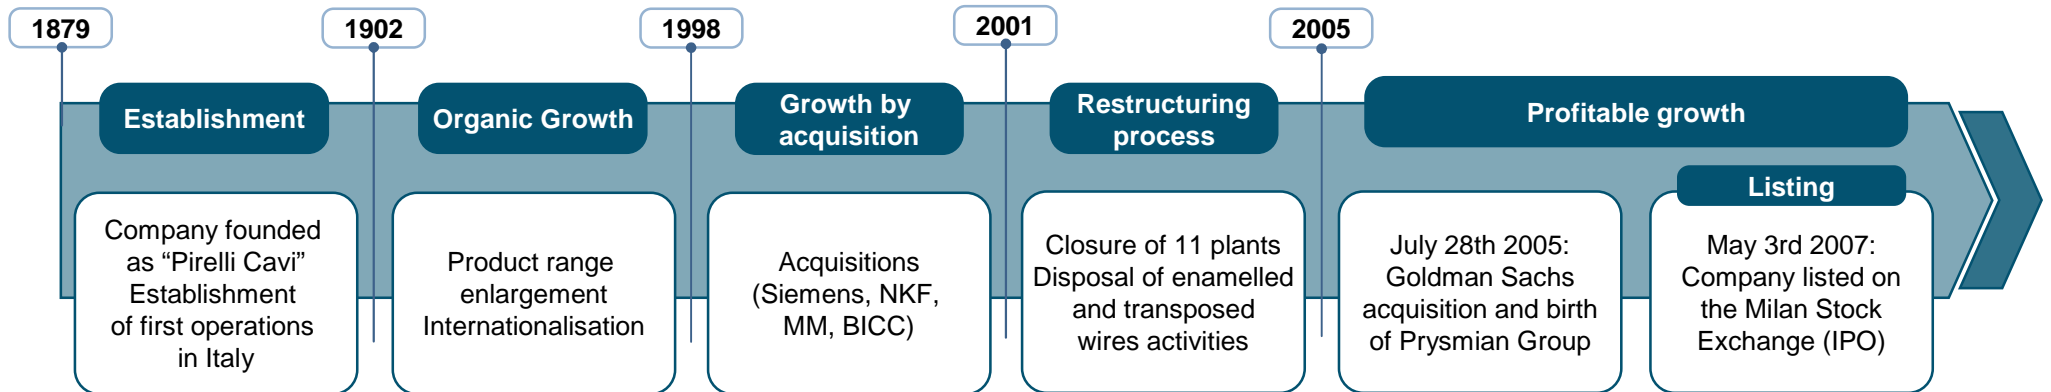 1879
1902
1998
2001
2005
Establishment
Organic Growth
Growth by
acquisition
Restructuring
process
Profitable growth
Listing
Company founded
as “Pirelli Cavi”
Establishment
of first operations
in Italy
Product range
enlargement
Internationalisation
Acquisitions
(Siemens, NKF,
MM, BICC)
Closure of 11 plants
Disposal of enamelled
and transposed
wires activities
July 28th 2005:
Goldman Sachs
acquisition and birth
of Prysmian Group
May 3rd 2007:
Company listed on
the Milan Stock
Exchange (IPO)